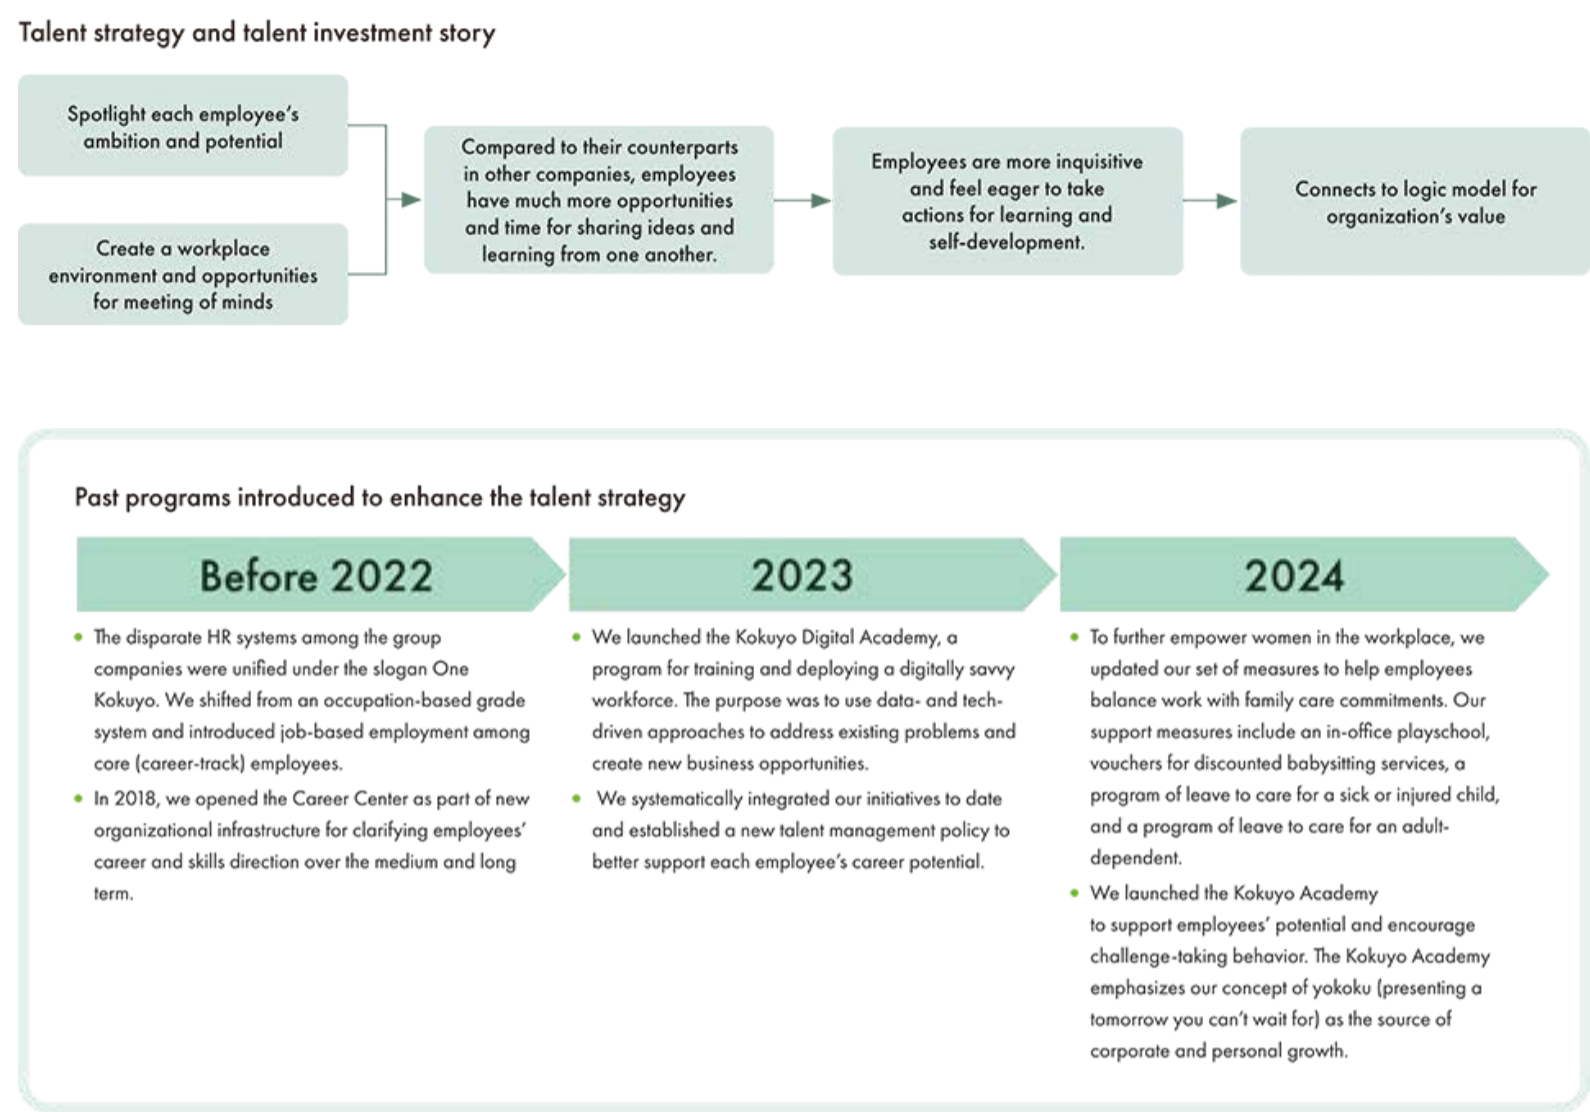 Talent strategy and talent investment story
Spotlight each employee's
ambition and potential
Create a workplace
environment and opportunities
for meeting of minds
Compared to their counterparts
in other companies, employees
have much more opportunities
and time for sharing ideas and
learning from one another.
Employees are more inquisitive
and feel eager to take
actions for learning and
self-development.
Connects to logic model for
organization's value
Past programs introduced to enhance the talent strategy
Before 2022
• The disparate HR systems among the group
companies were unified under the slogan One
Kokuyo. We shifted from an occupation-based grade
system and introduced job-based employment among
core (career-track) employees.
• In 2018, we opened the Career Center as part of new
organizational infrastructure for clarifying employees'
career and skills direction over the medium and long
term.
2023
• We launched the Kokuyo Digital Academy, a
program for training and deploying a digitally savvy
workforce. The purpose was to use data- and tech-
driven approaches to address existing problems and
create new business opportunities.
• We systematically integrated our initiatives to date
and established a new talent management policy to
better support each employee's career potential.
2024
• To further empower women in the workplace, we
updated our set of measures to help employees
balance work with family care commitments. Our
support measures include an in-office playschool,
vouchers for discounted babysitting services, a
program of leave to care for a sick or injured child,
and a program of leave to care for an adult-
dependent.
• We launched the Kokuyo Academy
to support employees' potential and encourage
challenge-taking behavior. The Kokuyo Academy
emphasizes our concept of yokoku (presenting a
tomorrow you can't wait for) as the source of
corporate and personal growth.